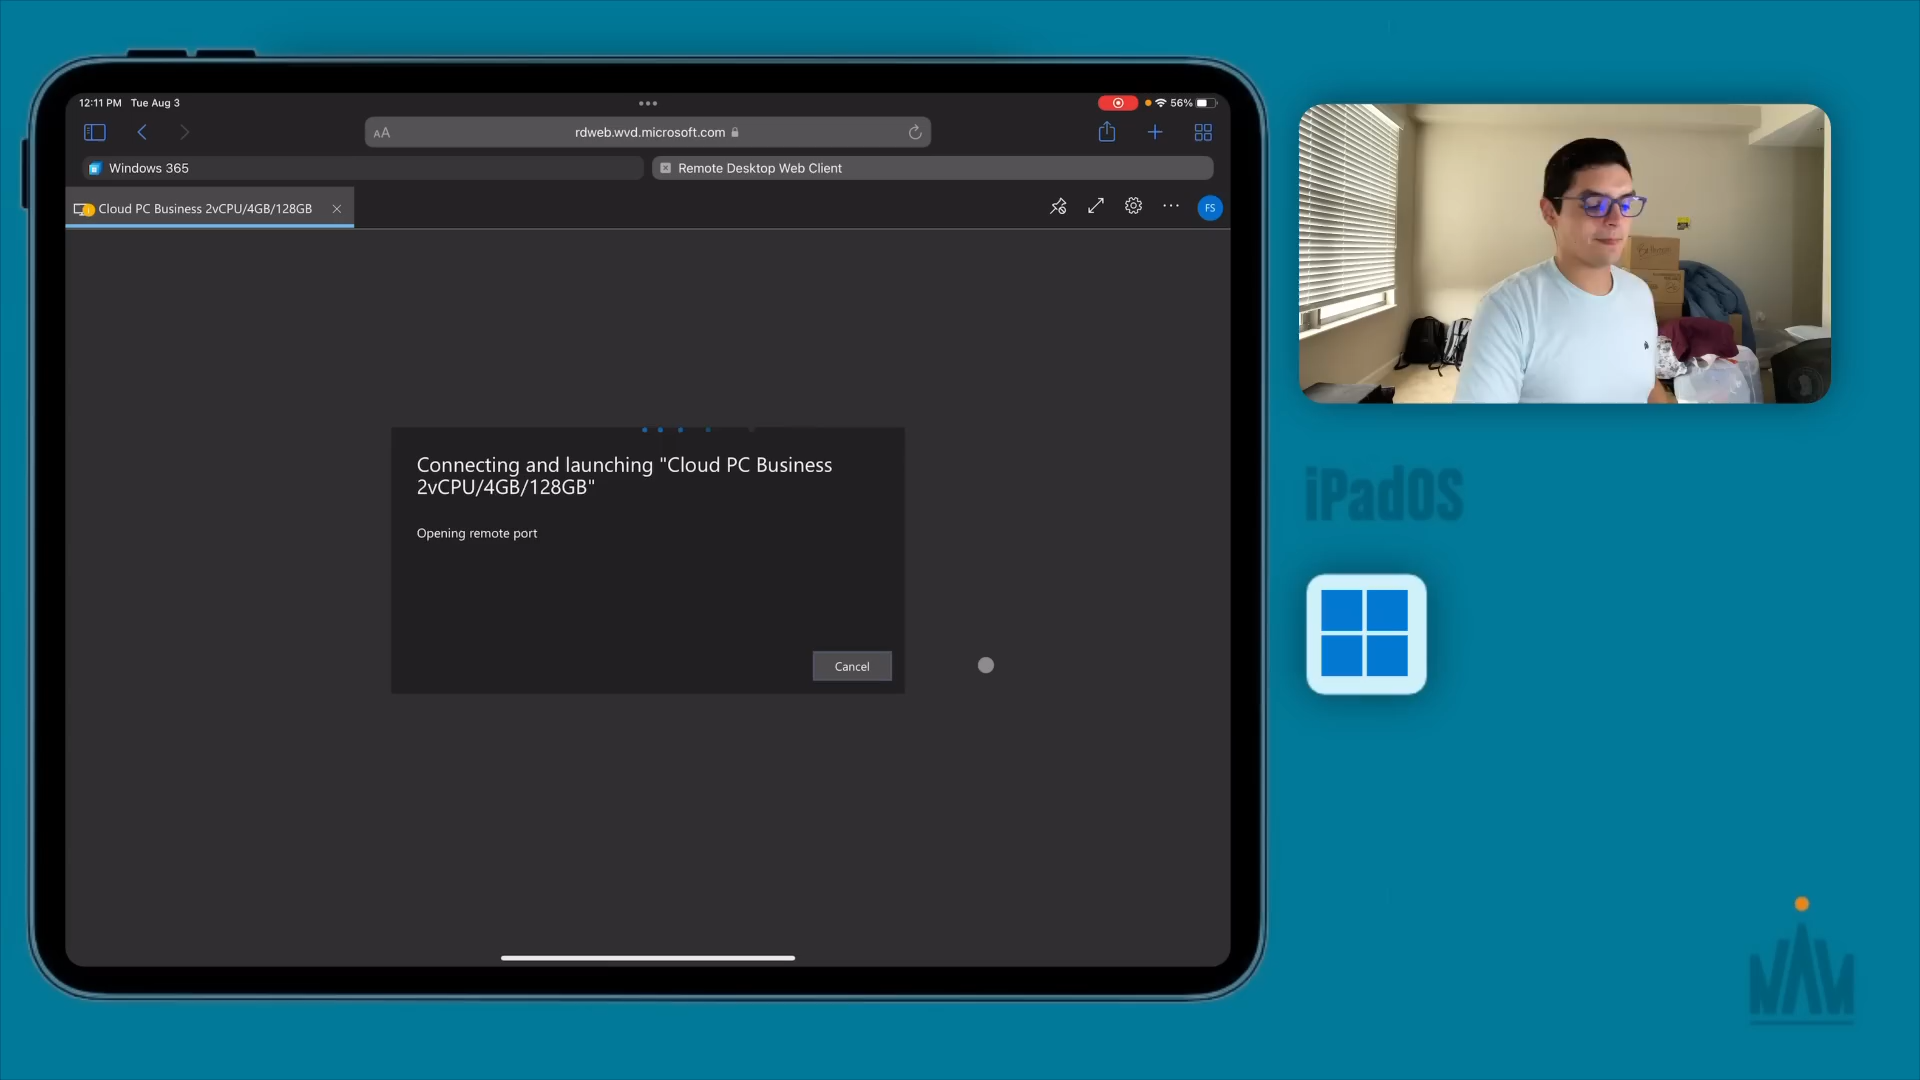 12:11 PM Tue Aug 3
56%
AA
rdweb.wvd.microsoft.com
Windows 365
Remote Desktop Web Client
Cloud PC Business 2vCPU/4GB/128GB
FS
Connecting and launching "Cloud PC Business
2vCPU/4GB/128GB"
Opening remote port
Cancel
iPadOS